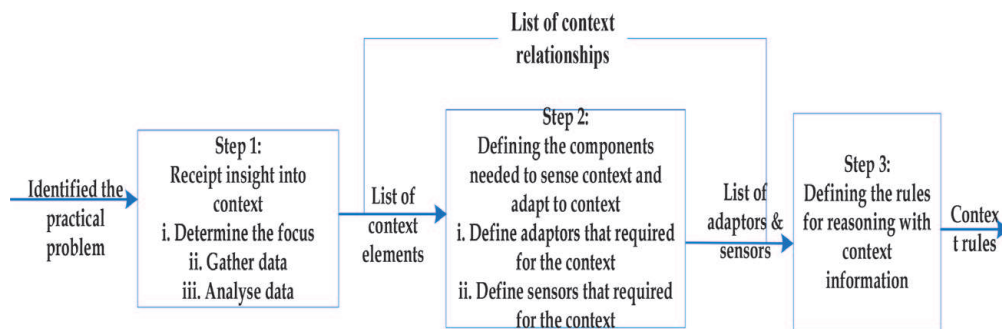 List of context
relationships
Identified the
practical
problem
Step 1:
Receipt insight into
context
i. Determine the focus
ii. Gather data
iii. Analyse data
List of
context
elements
Step 2:
Defining the components
needed to sense context and
adapt to context
i. Define adaptors that required
for the context
ii. Define sensors that required
for the context
List of
adaptors &
sensors
Step 3:
Defining the rules
for reasoning with
context
information
Contex
t rules